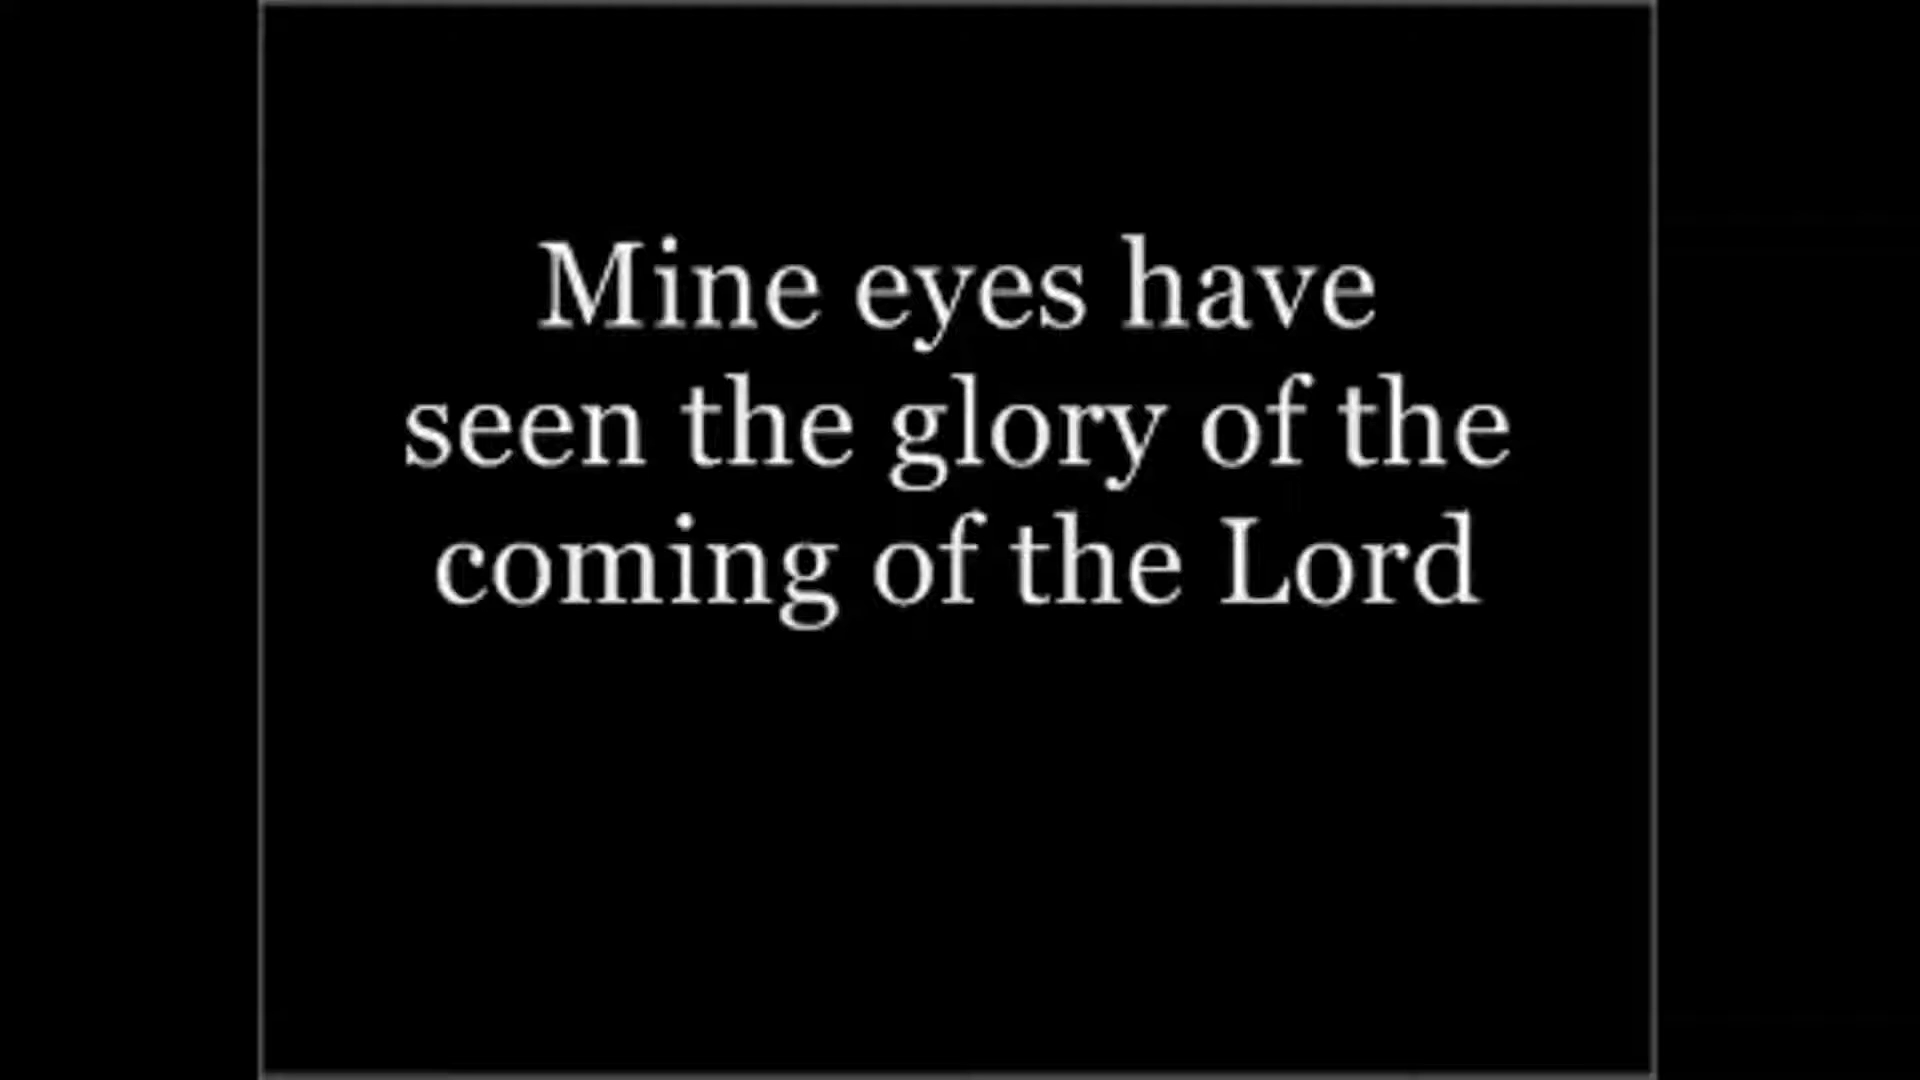 Mine eyes have
seen the glory of the
coming of the Lord